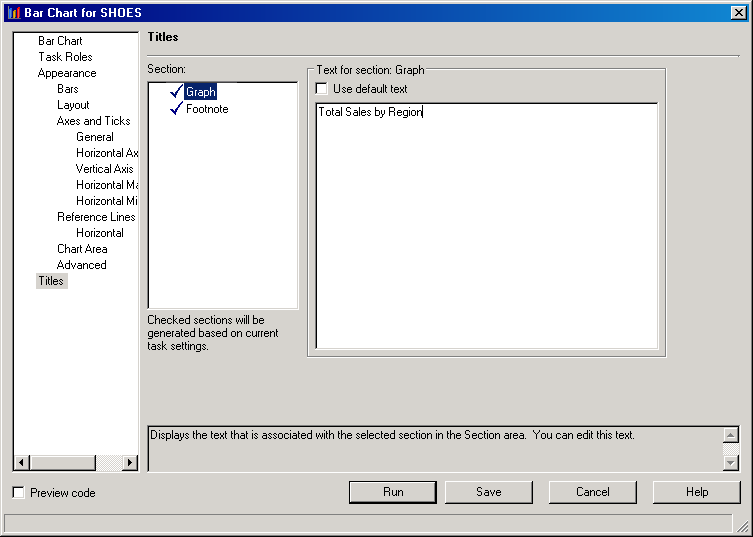 Bar Chart for SHOES
Bar Chart
Task Roles
Appearance
Bars
Layout
Axes and Ticks
General
Horizontal Ax
Vertical Axis
Horizontal Ma
Horizontal Mi
Reference Lines
Horizontal
Chart Area
Advanced
Titles
Titles
Section:
Graph
Footnote
Checked sections will be
generated based on current
task settings.
Text for section: Graph
Use default text
Total Sales by Region
Displays the text that is associated with the selected section in the Section area.  You can edit this text.
Preview code
Run
Save
Cancel
Help